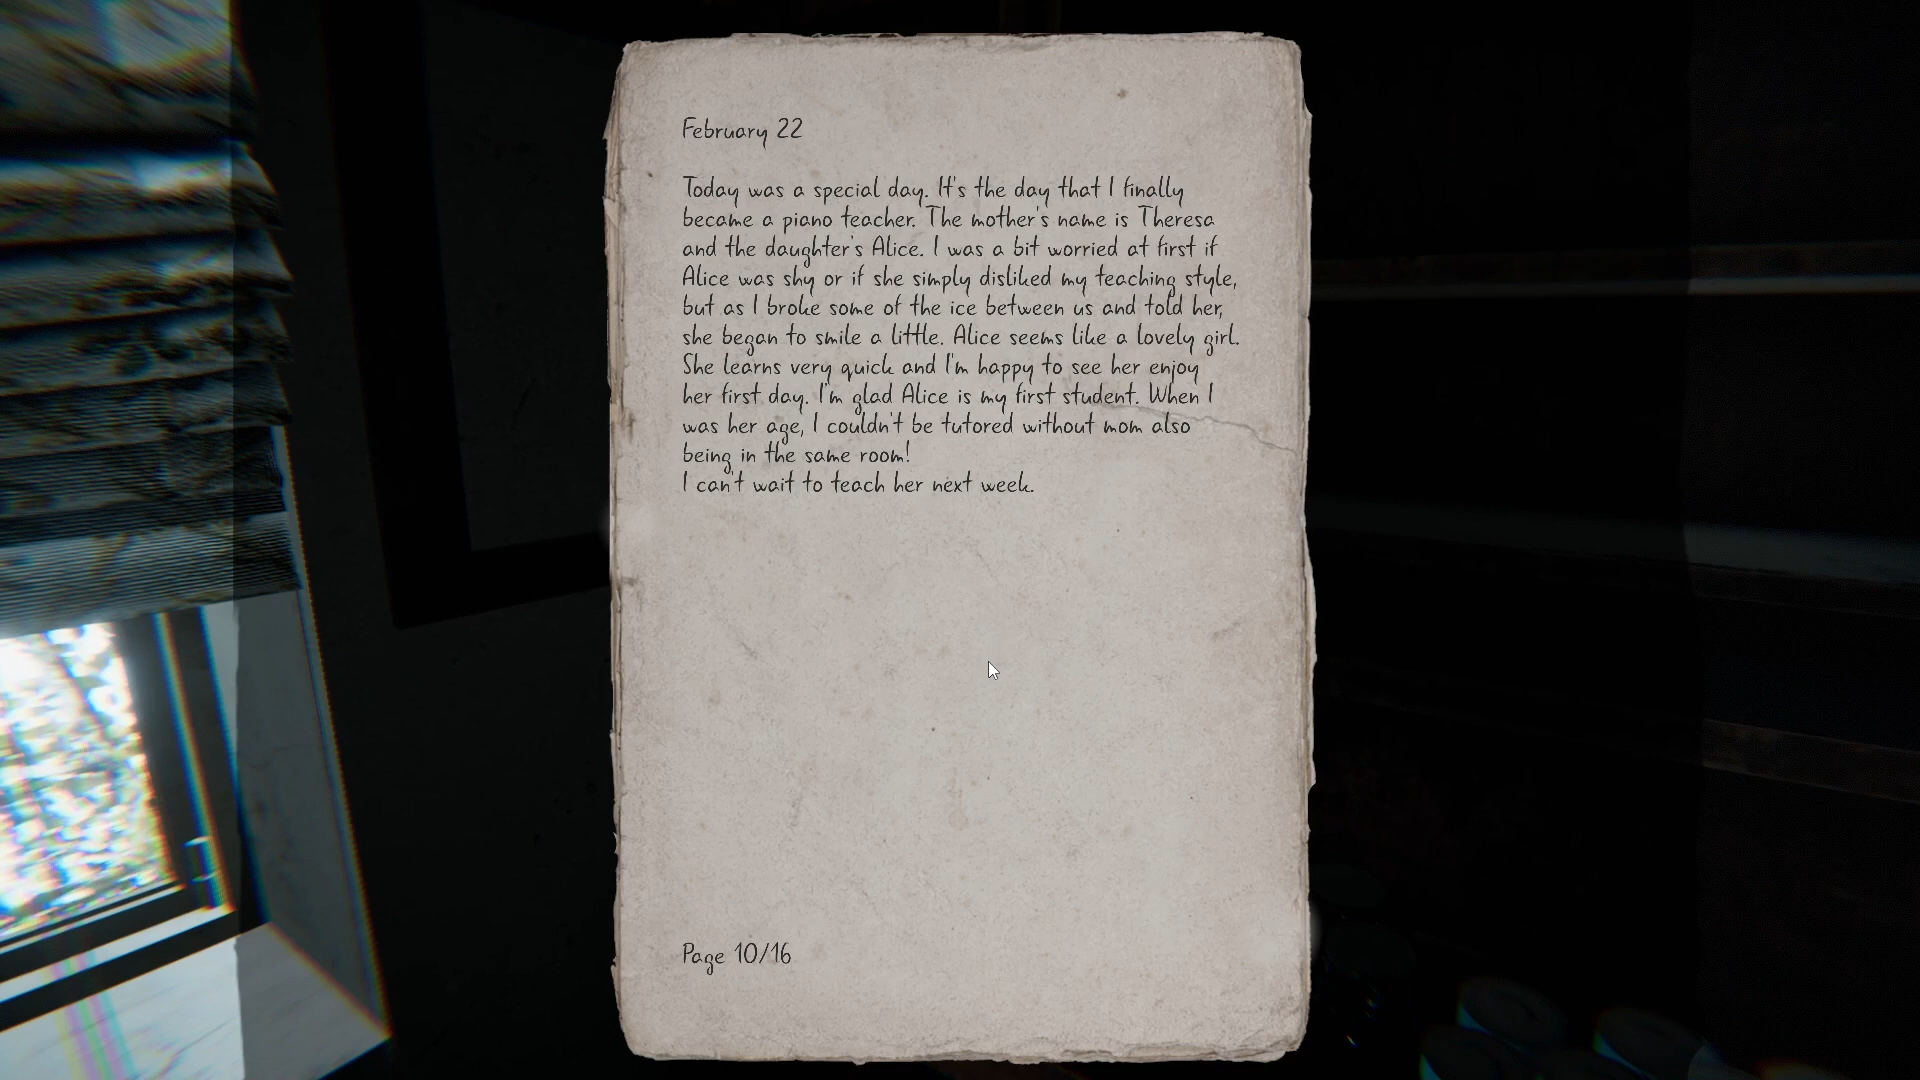 February 22
Today was a special day. It's the day that I finally
became a piano teacher. The mother's name is Theresa
and the daughter's Alice. I was a bit worried at first if
Alice was shy or if she simply disliked my teaching style,
but as I broke some of the ice between us and told her,
she began to smile a little. Alice seems like a lovely girl.
She learns very quick and I'm happy to see her enjoy
her first day. I'm glad Alice is my first student. When I
was her age, I couldn't be tutored without mom also
being in the same room!
I can't wait to teach her next week.
Page 10/16